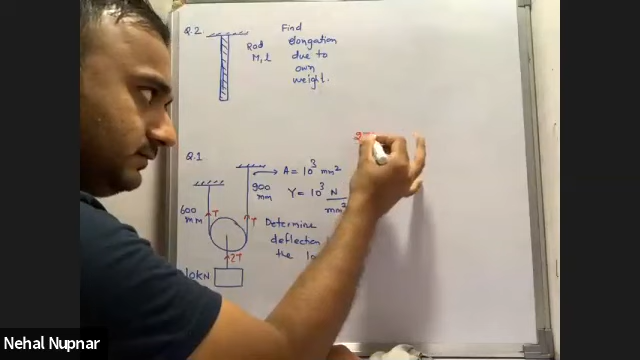 Q.2.
Find
elongation
due to
own
weight.
Rod
M, l
Q.1
A = 10³ mm²
900
mm
Y = 10³ N
mm²
600
mm
T
T
Determine
deflection
the
2T
10kN
2T
Nehal Nupnar